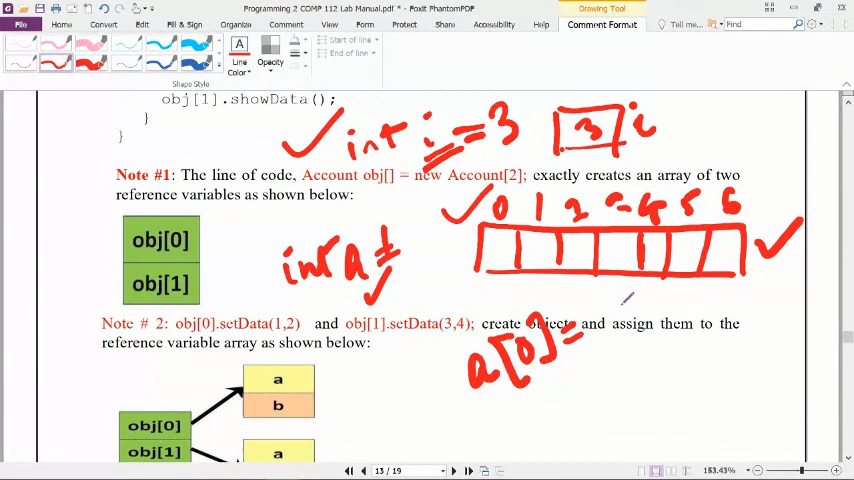 Programming 2 COMP 112 Lab Manual.pdf * - Foxit PhantomPDF
Drawing Tool
File Home Convert Edit Organize Comment View Form Protect Share Accessibility Help Comment Format Tell me... Find
Line Color Opacity Start of line
End of line
Shape Style
obj[1].showData();
}
}
int i = 3 3 i
Note #1: The line of code, Account obj[] = new Account[2]; exactly creates an array of two
reference variables as shown below:
0 1 2 4 5 6
obj[0]
obj[1]
int a
Note # 2: obj[0].setData(1,2) and obj[1].setData(3,4); create objects and assign them to the
reference variable array as shown below:
a[0]=
a
b
obj[0]
obj[1]
a
13 / 19
153.43%